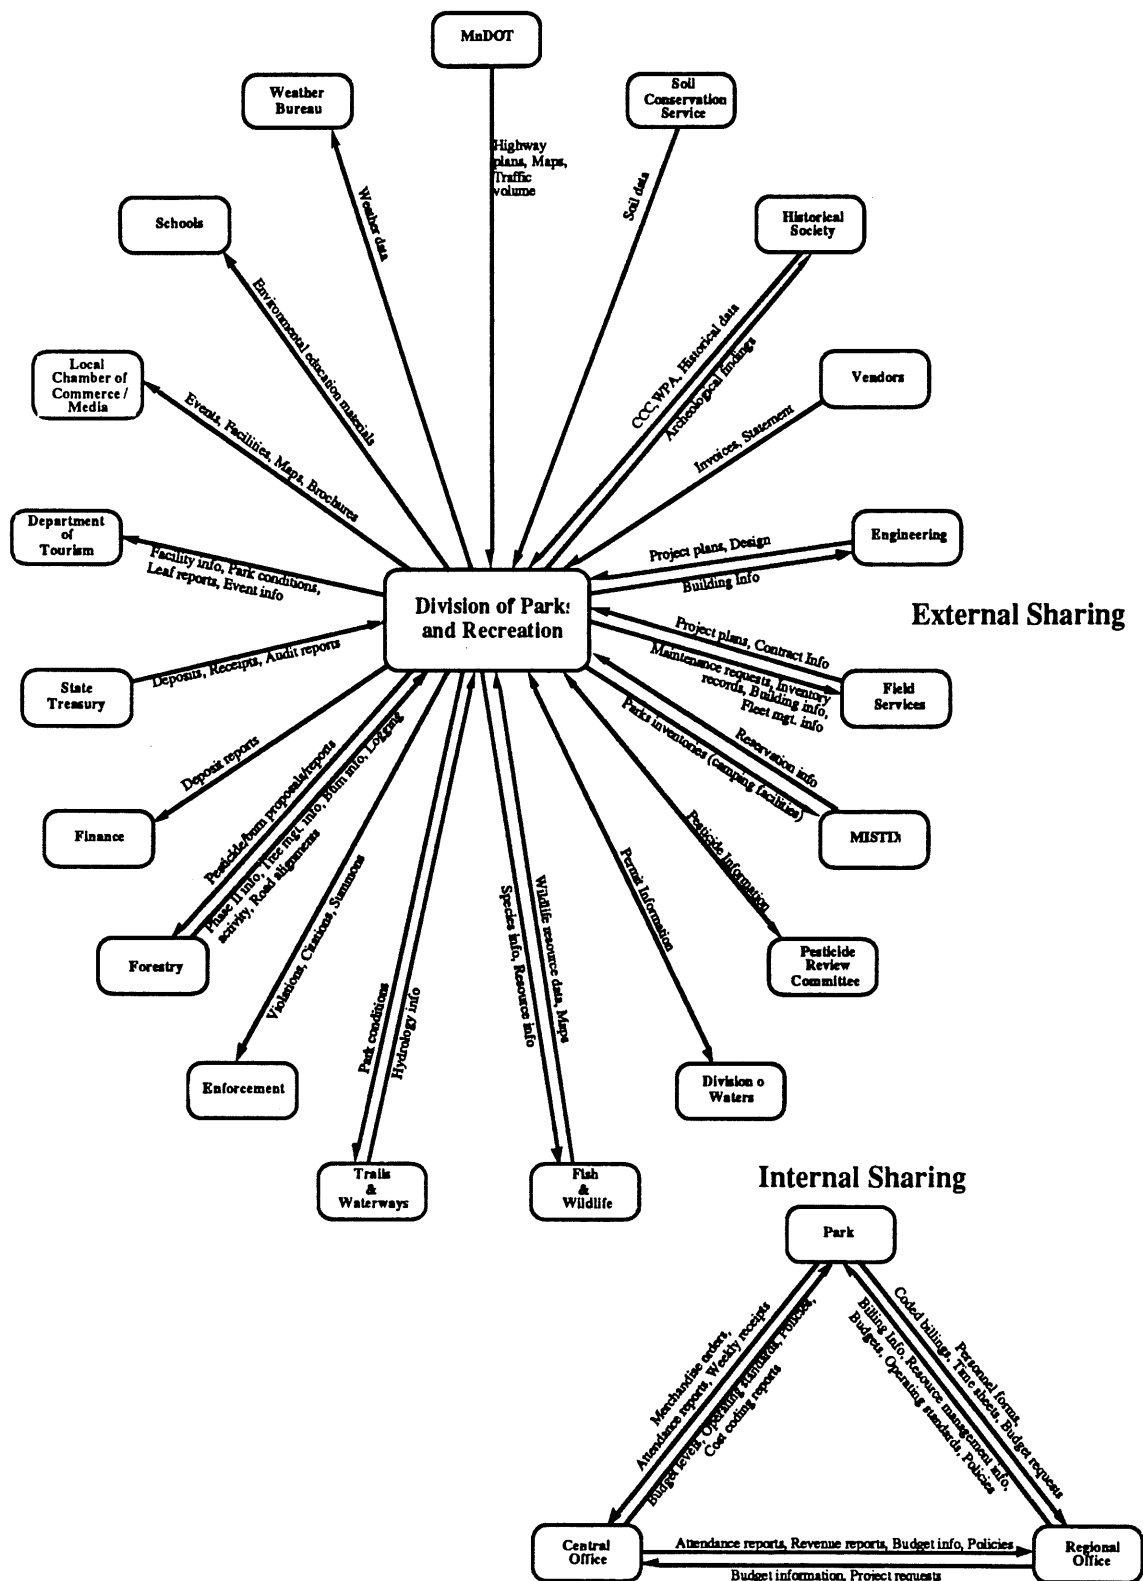 MnDOT
Weather
Bureau
Soil
Conservation
Service
Highway
plans, Maps,
Traffic
volume
Weather data
Soil data
Schools
Historical
Society
Environmental education materials
CCC, WPA, Historical data
Archeological findings
Local
Chamber of
Commerce /
Media
Vendors
Events, Facilities, Maps, Brochures
Invoices, Statement
Department
of
Tourism
Facility info, Park conditions,
Leaf reports, Event info
Project plans, Design
Building Info
Engineering
Division of Parks
and Recreation
External Sharing
State
Treasury
Deposits, Receipts, Audit reports
Project plans, Contract Info
Maintenance requests, Inventory
records, Building info,
Fleet mgt. info
Field
Services
Finance
Deposit reports
Reservation info
Parks inventories (camping facilities)
MISTD
Forestry
Pesticide/burn proposals/reports
Phase II info, Tree mgt. info, Burn info, Logging
activity, Road alignments
Pesticide Information
Pesticide
Review
Committee
Enforcement
Violations, Citations, Summons
Park conditions
Hydrology info
Species info, Resource info
Wildlife resource data, Maps
Permit Information
Division o
Waters
Trails
&
Waterways
Fish
&
Wildlife
Internal Sharing
Park
Merchandise orders,
Attendance reports, Weekly receipts
Budget levels, Operating standards, Policies,
Cost coding reports
Personnel forms,
Coded billings, Time sheets, Budget requests
Billing Info, Resource management info,
Budgets, Operating standards, Policies
Central
Office
Attendance reports, Revenue reports, Budget info, Policies
Budget information, Project requests
Regional
Office